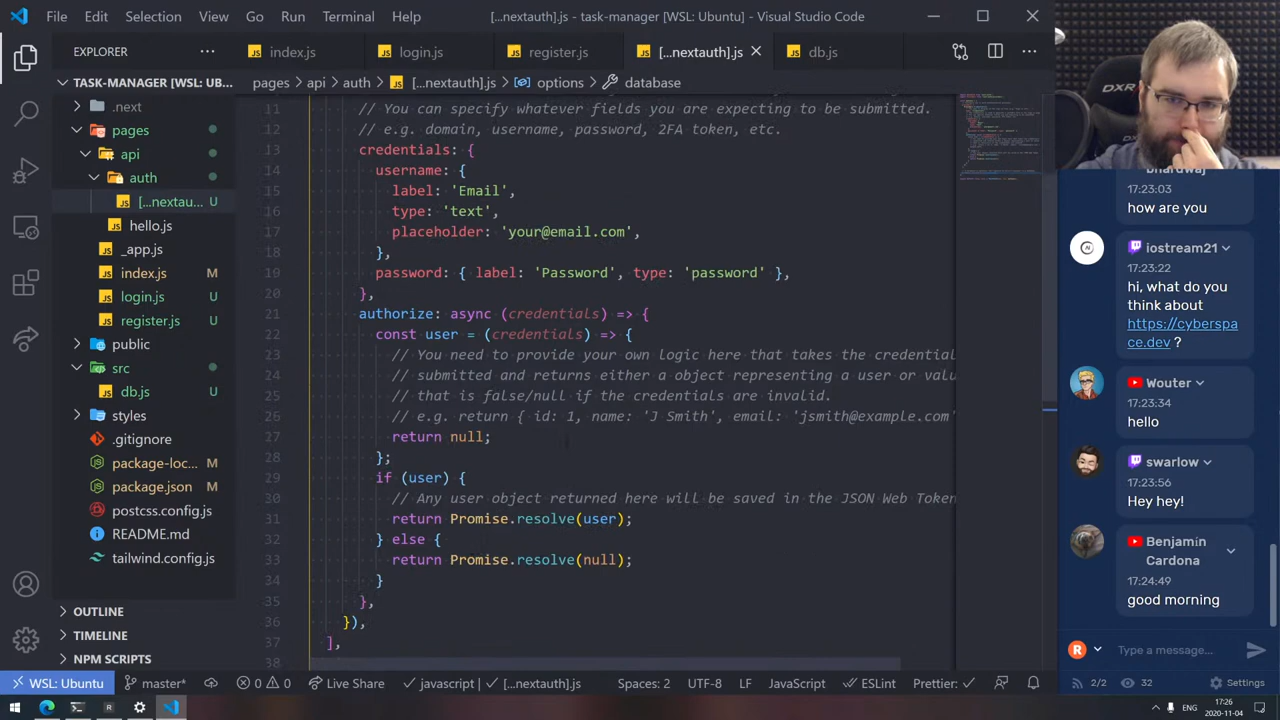 File Edit Selection View Go Run Terminal Help
[...nextauth].js - task-manager [WSL: Ubuntu] - Visual Studio Code
EXPLORER
index.js login.js register.js [...nextauth].js db.js
TASK-MANAGER [WSL: UB...
pages > api > auth > [...nextauth].js > options > database
.next
pages
api
auth
[...nextau... U
hello.js
_app.js
index.js M
login.js U
register.js U
public
src
db.js U
styles
.gitignore
package-loc... M
package.json M
postcss.config.js
README.md
tailwind.config.js
OUTLINE
TIMELINE
NPM SCRIPTS
// You can specify whatever fields you are expecting to be submitted.
12 // e.g. domain, username, password, 2FA token, etc.
13 credentials: {
14 username: {
15 label: 'Email',
16 type: 'text',
17 placeholder: 'your@email.com',
18 },
19 password: { label: 'Password', type: 'password' },
20 },
21 authorize: async (credentials) => {
22 const user = (credentials) => {
23 // You need to provide your own logic here that takes the credential
24 // submitted and returns either a object representing a user or valu
25 // that is false/null if the credentials are invalid.
26 // e.g. return { id: 1, name: 'J Smith', email: 'jsmith@example.com'
27 return null;
28 };
29 if (user) {
30 // Any user object returned here will be saved in the JSON Web Token
31 return Promise.resolve(user);
32 } else {
33 return Promise.resolve(null);
34 }
35 },
36 }),
37 ],
38
DXR
17:23:03
how are you
iostream21
17:23:22
hi, what do you
think about
https://cyberspa
ce.dev ?
Wouter
17:23:34
hello
swarlow
17:23:56
Hey hey!
Benjamín
Cardona
17:24:49
good morning
R Type a message...
2/2 32 Settings
WSL: Ubuntu master* 0 0 Live Share javascript | [...nextauth].js Spaces: 2 UTF-8 LF JavaScript ESLint Prettier:
ENG 17:26
2020-11-04